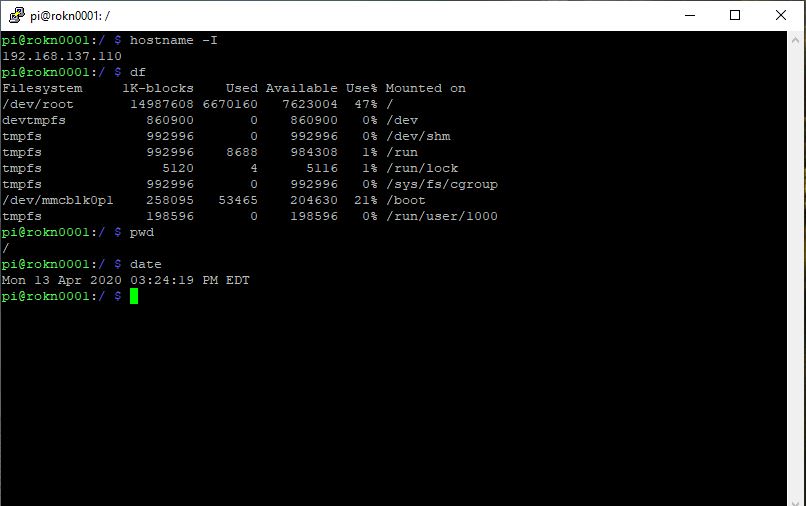 pi@rokn0001: /
pi@rokn0001:/ $ hostname -I
192.168.137.110
pi@rokn0001:/ $ df
Filesystem     1K-blocks    Used Available Use% Mounted on
/dev/root       14987608 6670160   7623004  47% /
devtmpfs          860900       0    860900   0% /dev
tmpfs             992996       0    992996   0% /dev/shm
tmpfs             992996    8688    984308   1% /run
tmpfs               5120       4      5116   1% /run/lock
tmpfs             992996       0    992996   0% /sys/fs/cgroup
/dev/mmcblk0p1    258095   53465    204630  21% /boot
tmpfs             198596       0    198596   0% /run/user/1000
pi@rokn0001:/ $ pwd
/
pi@rokn0001:/ $ date
Mon 13 Apr 2020 03:24:19 PM EDT
pi@rokn0001:/ $